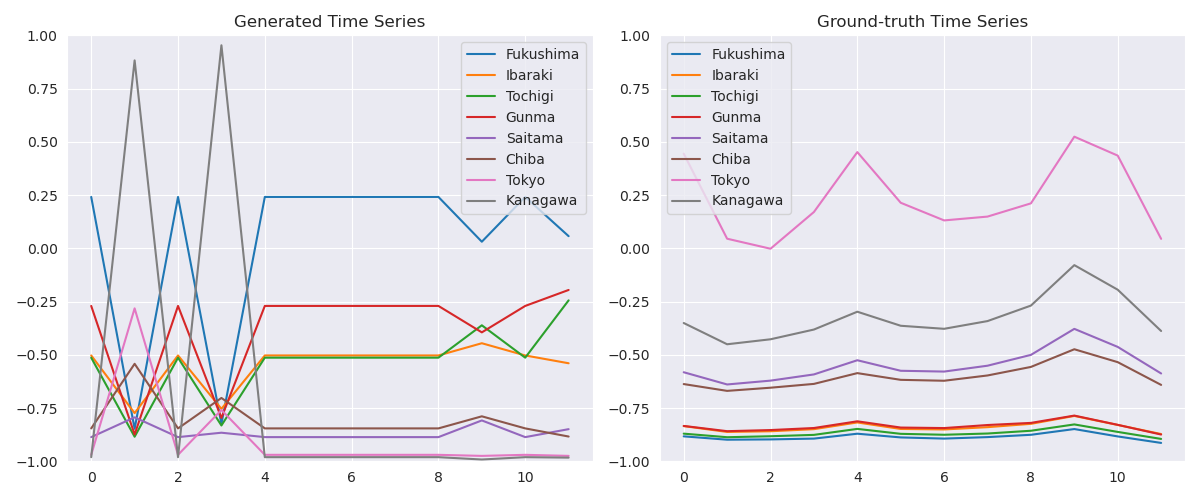 Generated Time Series
1.00
0.75
0.50
0.25
0.00
−0.25
−0.50
−0.75
−1.00
0 2 4 6 8 10
Fukushima
Ibaraki
Tochigi
Gunma
Saitama
Chiba
Tokyo
Kanagawa
Ground-truth Time Series
1.00
0.75
0.50
0.25
0.00
−0.25
−0.50
−0.75
−1.00
0 2 4 6 8 10
Fukushima
Ibaraki
Tochigi
Gunma
Saitama
Chiba
Tokyo
Kanagawa